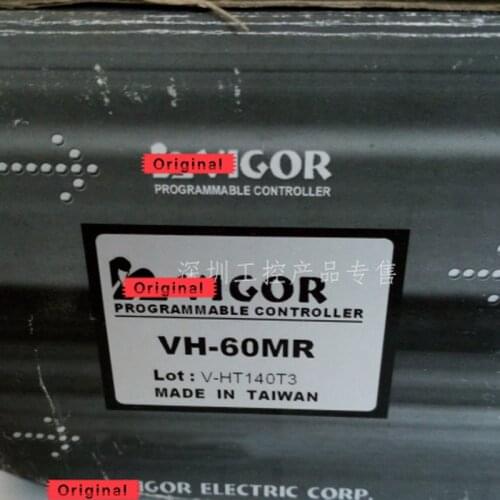 Original VIGOR
PROGRAMMABLE CONTROLLER
深圳工控产品专售
Original VIGOR
PROGRAMMABLE CONTROLLER
VH-60MR
Lot : V-HT140T3
MADE IN TAIWAN
Original IGOR ELECTRIC CORP.